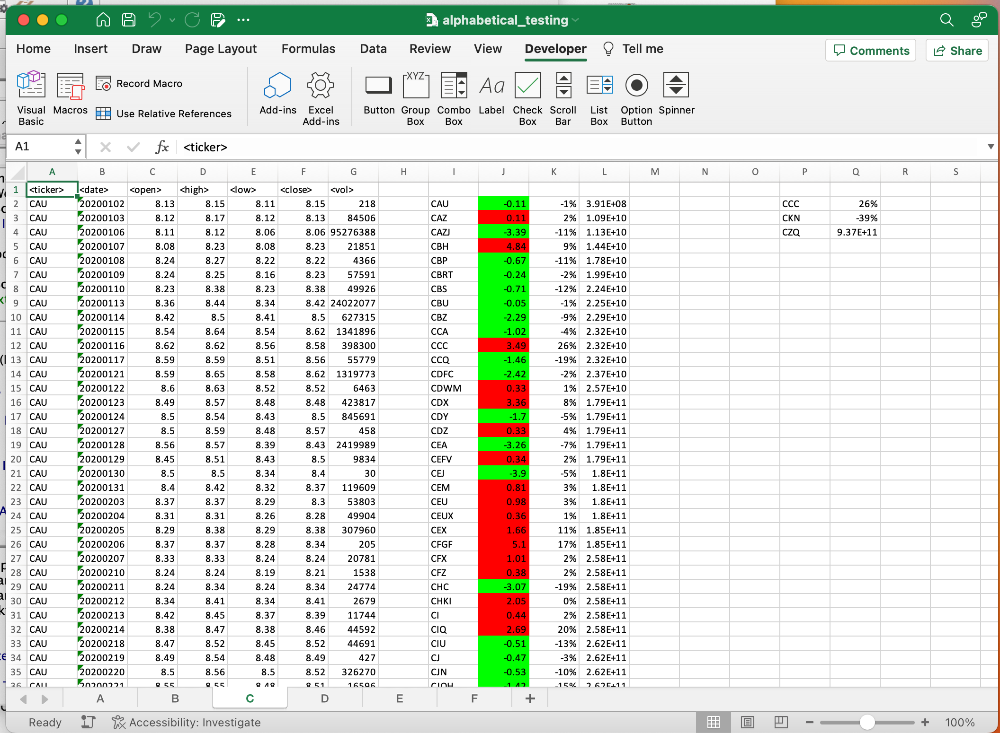 alphabetical_testing
Home Insert Draw Page Layout Formulas Data Review View Developer Tell me Comments Share
Visual Basic Macros Record Macro Use Relative References Add-ins Excel Add-ins Button Group Box Combo Box Label Check Box Scroll Bar List Box Option Button Spinner
XYZ Aa
A1 fx <ticker>
A B C D E F G H I J K L M N O P Q R S
1 <ticker> <date> <open> <high> <low> <close> <vol>
2 CAU 20200102 8.13 8.15 8.11 8.15 218 CAU -0.11 -1% 3.91E+08 CCC 26%
3 CAU 20200103 8.12 8.17 8.12 8.13 84506 CAZ 0.11 2% 1.09E+10 CKN -39%
4 CAU 20200106 8.11 8.12 8.06 8.06 95276388 CAZJ -3.39 -11% 1.13E+10 CZQ 9.37E+11
5 CAU 20200107 8.08 8.23 8.08 8.23 21851 CBH 4.84 9% 1.44E+10
6 CAU 20200108 8.24 8.27 8.22 8.22 4366 CBP -0.67 -11% 1.78E+10
7 CAU 20200109 8.24 8.25 8.16 8.23 57591 CBRT -0.24 -2% 1.99E+10
8 CAU 20200110 8.23 8.38 8.23 8.38 49926 CBS -0.71 -12% 2.24E+10
9 CAU 20200113 8.36 8.44 8.34 8.42 24022077 CBU -0.05 -1% 2.25E+10
10 CAU 20200114 8.42 8.5 8.41 8.5 627315 CBZ -2.29 -9% 2.29E+10
11 CAU 20200115 8.54 8.64 8.54 8.62 1341896 CCA -1.02 -4% 2.32E+10
12 CAU 20200116 8.62 8.62 8.56 8.58 398300 CCC 3.49 26% 2.32E+10
13 CAU 20200117 8.59 8.59 8.51 8.56 55779 CCQ -1.46 -19% 2.32E+10
14 CAU 20200121 8.59 8.65 8.58 8.62 1319773 CDFC -2.42 -2% 2.37E+10
15 CAU 20200122 8.6 8.63 8.52 8.52 6463 CDWM 0.33 1% 2.57E+10
16 CAU 20200123 8.49 8.57 8.48 8.48 423817 CDX 3.36 8% 1.79E+11
17 CAU 20200124 8.5 8.54 8.43 8.5 845691 CDY -1.7 -5% 1.79E+11
18 CAU 20200127 8.5 8.59 8.48 8.57 458 CDZ 0.33 4% 1.79E+11
19 CAU 20200128 8.56 8.57 8.39 8.43 2419989 CEA -3.26 -7% 1.79E+11
20 CAU 20200129 8.45 8.51 8.43 8.5 9834 CEFV 0.34 2% 1.79E+11
21 CAU 20200130 8.5 8.5 8.34 8.4 30 CEJ -3.9 -5% 1.8E+11
22 CAU 20200131 8.4 8.42 8.32 8.37 119609 CEM 0.81 3% 1.8E+11
23 CAU 20200203 8.37 8.37 8.29 8.3 53803 CEU 0.98 3% 1.8E+11
24 CAU 20200204 8.31 8.31 8.26 8.28 49904 CEUX 0.36 1% 1.8E+11
25 CAU 20200205 8.29 8.38 8.29 8.38 307960 CEX 1.66 11% 1.85E+11
26 CAU 20200206 8.37 8.37 8.28 8.34 205 CFGF 5.1 17% 1.85E+11
27 CAU 20200207 8.33 8.33 8.24 8.24 20781 CFX 1.01 2% 2.58E+11
28 CAU 20200210 8.24 8.24 8.19 8.21 1538 CFZ 0.38 2% 2.58E+11
29 CAU 20200211 8.24 8.34 8.24 8.34 24774 CHC -3.07 -19% 2.58E+11
30 CAU 20200212 8.34 8.41 8.34 8.41 2679 CHKI 2.05 0% 2.58E+11
31 CAU 20200213 8.42 8.45 8.37 8.39 11744 CI 0.44 2% 2.58E+11
32 CAU 20200214 8.38 8.47 8.38 8.46 44592 CIQ 2.69 20% 2.58E+11
33 CAU 20200218 8.47 8.52 8.45 8.52 44691 CIU -0.51 -13% 2.62E+11
34 CAU 20200219 8.49 8.54 8.48 8.49 427 CJ -0.47 -3% 2.62E+11
35 CAU 20200220 8.5 8.56 8.5 8.52 326270 CJN -0.53 -10% 2.62E+11
36 CAU 20200221 8.55 8.55 8.48 8.51 16596 -1.42 -15% 2.62E+11
A B C D E F +
Ready Accessibility: Investigate 100%